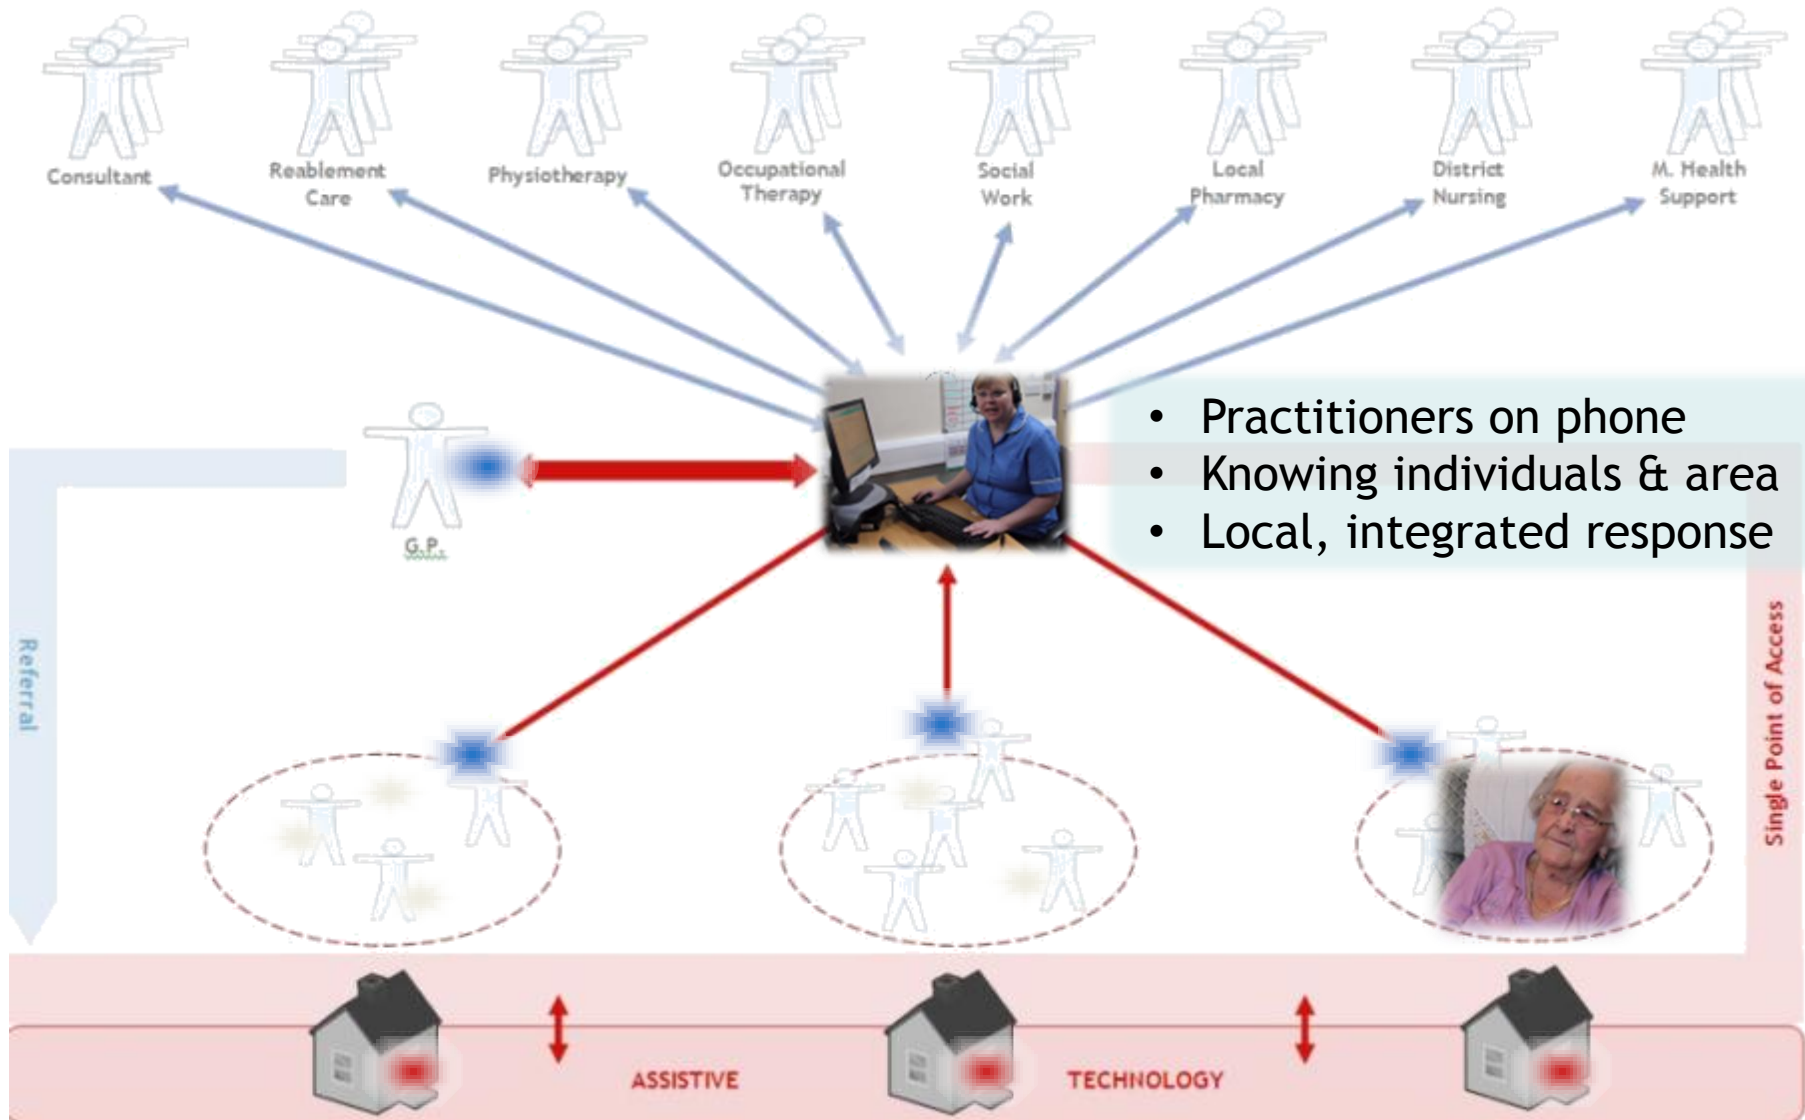 Consultant
Reablement
Care
Physiotherapy
Occupational
Therapy
Social
Work
Local
Pharmacy
District
Nursing
M. Health
Support
• Practitioners on phone
• Knowing individuals & area
• Local, integrated response
G.P.
Referral
Single Point of Access
ASSISTIVE
TECHNOLOGY